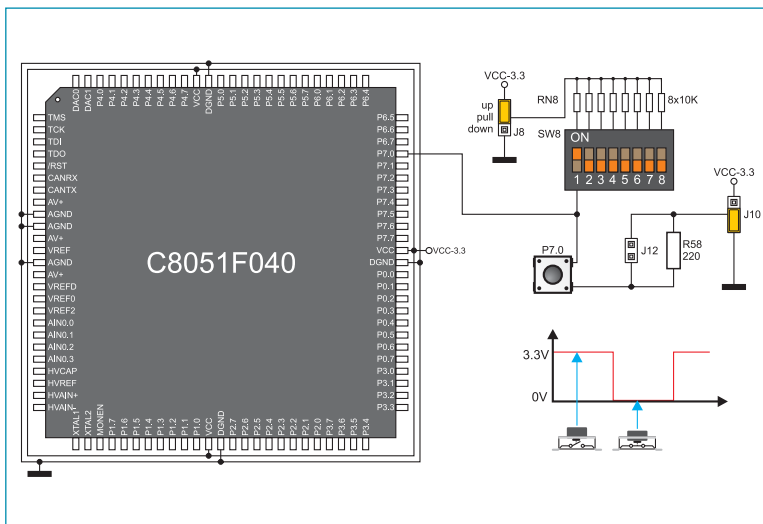 DAC0
DAC1
P4.0
P4.1
P4.2
P4.3
P4.4
P4.5
P4.6
P4.7
VCC
DGND
P5.0
P5.1
P5.2
P5.3
P5.4
P5.5
P5.6
P5.7
P6.0
P6.1
P6.2
P6.3
P6.4
TMS
TCK
TDI
TDO
/RST
CANRX
CANTX
AV+
AGND
AGND
AV+
VREF
AGND
AV+
VREFD
VREF0
VREF2
AIN0.0
AIN0.1
AIN0.2
AIN0.3
HVCAP
HVREF
HVAIN+
HVAIN-
C8051F040
P6.5
P6.6
P6.7
P7.0
P7.1
P7.2
P7.3
P7.4
P7.5
P7.6
P7.7
VCC
DGND
P0.0
P0.1
P0.2
P0.3
P0.4
P0.5
P0.6
P0.7
P3.0
P3.1
P3.2
P3.3
XTAL1
XTAL2
MONEN
P1.7
P1.6
P1.5
P1.4
P1.3
P1.2
P1.1
P1.0
VCC
DGND
P2.7
P2.6
P2.5
P2.4
P2.3
P2.2
P2.1
P2.0
P3.7
P3.6
P3.5
P3.4
VCC-3.3
VCC-3.3
up
pull
down
J8
RN8
8x10K
SW8
ON
1 2 3 4 5 6 7 8
VCC-3.3
J10
J12
R58
220
P7.0
3.3V
0V